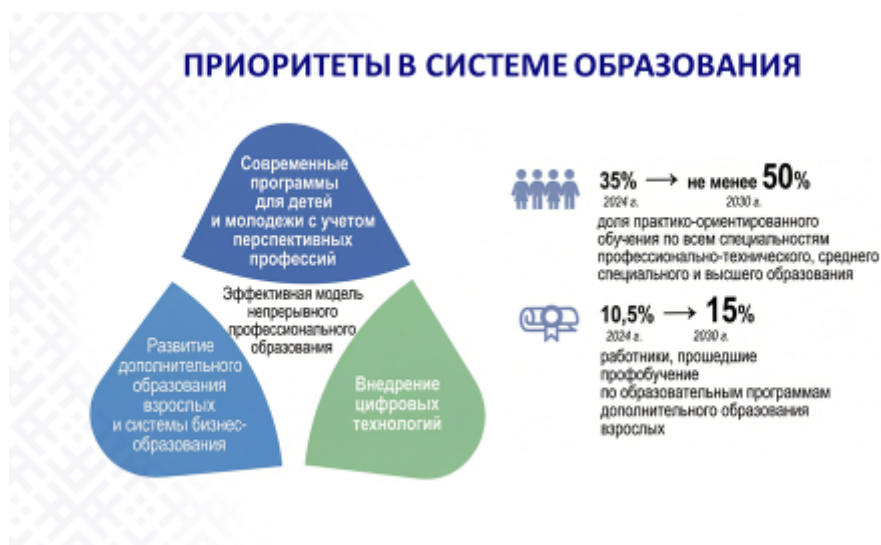 ПРИОРИТЕТЫ В СИСТЕМЕ ОБРАЗОВАНИЯ
Современные
программы
для детей
и молодежи с учетом
перспективных
профессий
Эффективная модель
непрерывного
профессионального
образования
Развитие
дополнительного
образования
взрослых
и системы бизнес-
образования
Внедрение
цифровых
технологий
35% → не менее 50%
2024 г. 2030 г.
доля практико-ориентированного
обучения по всем специальностям
профессионально-технического, среднего
специального и высшего образования
10,5% → 15%
2024 г. 2030 г.
работники, прошедшие
профобучение
по образовательным программам
дополнительного образования
взрослых